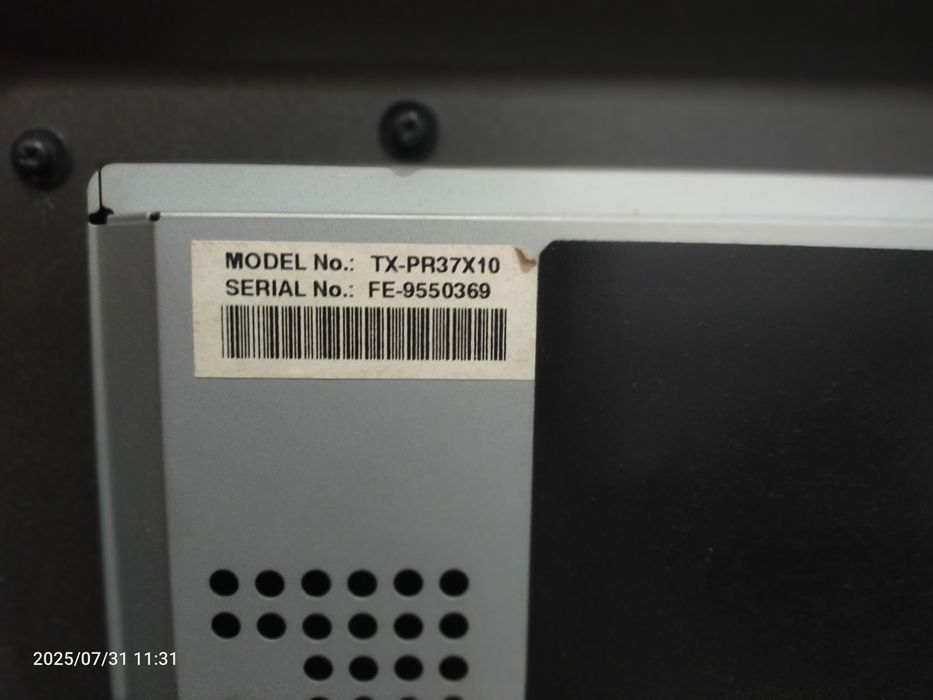 MODEL No.: TX-PR37X10
SERIAL No.: FE-9550369
2025/07/31 11:31